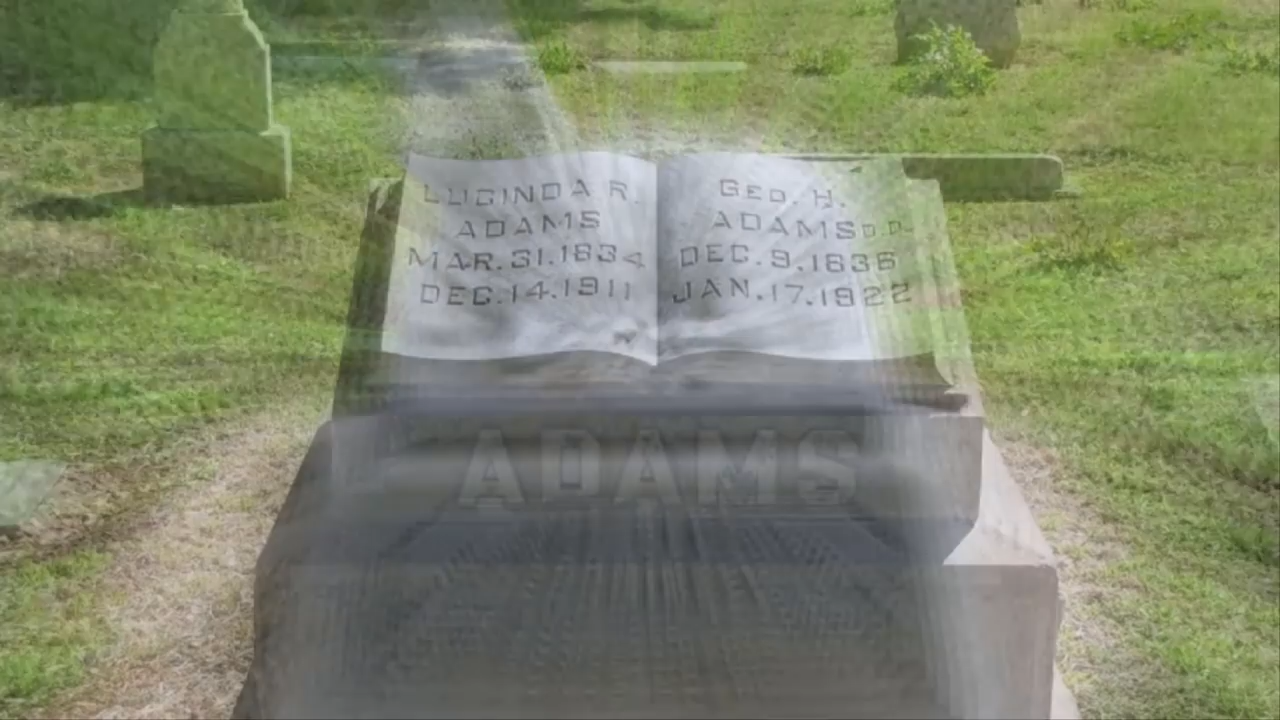 LUCINDA R.
ADAMS
MAR. 31. 1834
DEC. 14. 1911
GEO. H.
ADAMS D.D.
DEC. 9. 1836
JAN. 17. 1922
ADAMS